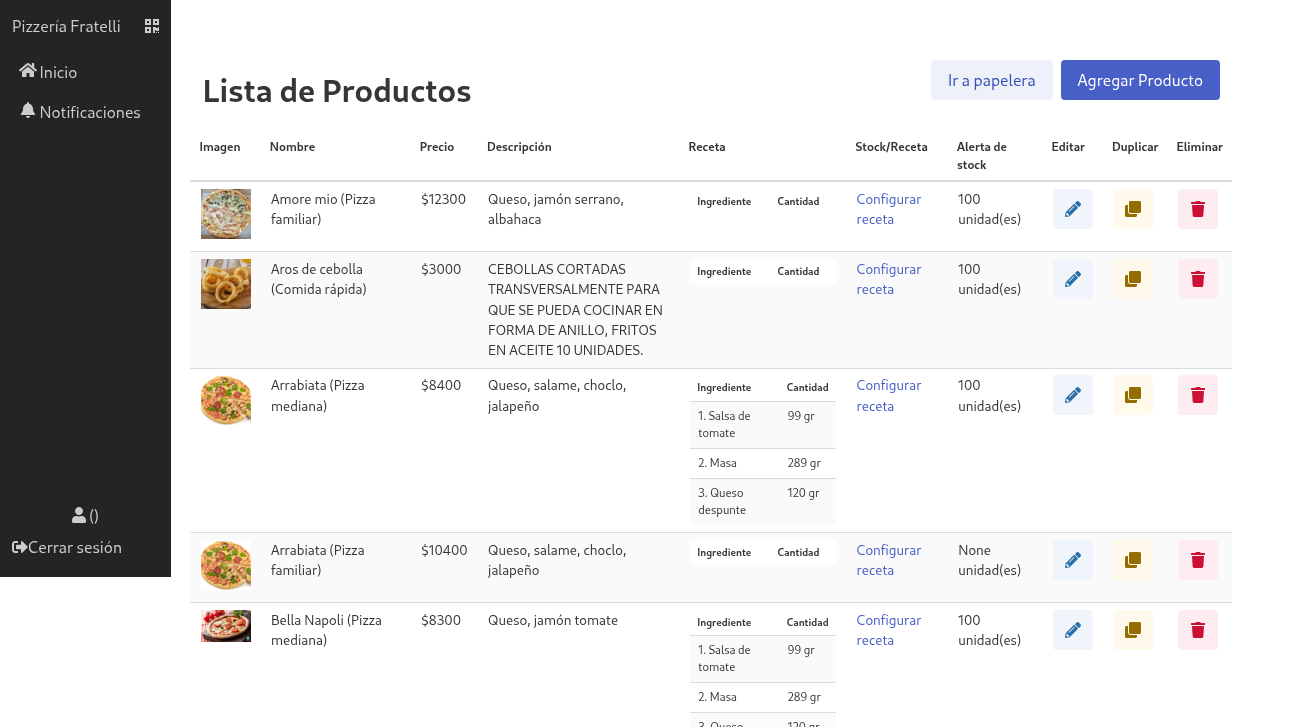 Pizzería Fratelli
Inicio
Notificaciones
()
Cerrar sesión
Lista de Productos
Ir a papelera
Agregar Producto
Imagen Nombre Precio Descripción Receta Stock/Receta Alerta de stock Editar Duplicar Eliminar
Amore mio (Pizza familiar)
$12300
Queso, jamón serrano,
albahaca
Ingrediente Cantidad
Configurar receta
100 unidad(es)
Aros de cebolla (Comida rápida)
$3000
CEBOLLAS CORTADAS
TRANSVERSALMENTE PARA
QUE SE PUEDA COCINAR EN
FORMA DE ANILLO, FRITOS
EN ACEITE 10 UNIDADES.
Ingrediente Cantidad
Configurar receta
100 unidad(es)
Arrabiata (Pizza mediana)
$8400
Queso, salame, choclo,
jalapeño
Ingrediente Cantidad
1. Salsa de tomate 99 gr
2. Masa 289 gr
3. Queso despunte 120 gr
Configurar receta
100 unidad(es)
Arrabiata (Pizza familiar)
$10400
Queso, salame, choclo,
jalapeño
Ingrediente Cantidad
Configurar receta
None unidad(es)
Bella Napoli (Pizza mediana)
$8300
Queso, jamón tomate
Ingrediente Cantidad
1. Salsa de tomate 99 gr
2. Masa 289 gr
3. Queso 120 gr
Configurar receta
100 unidad(es)